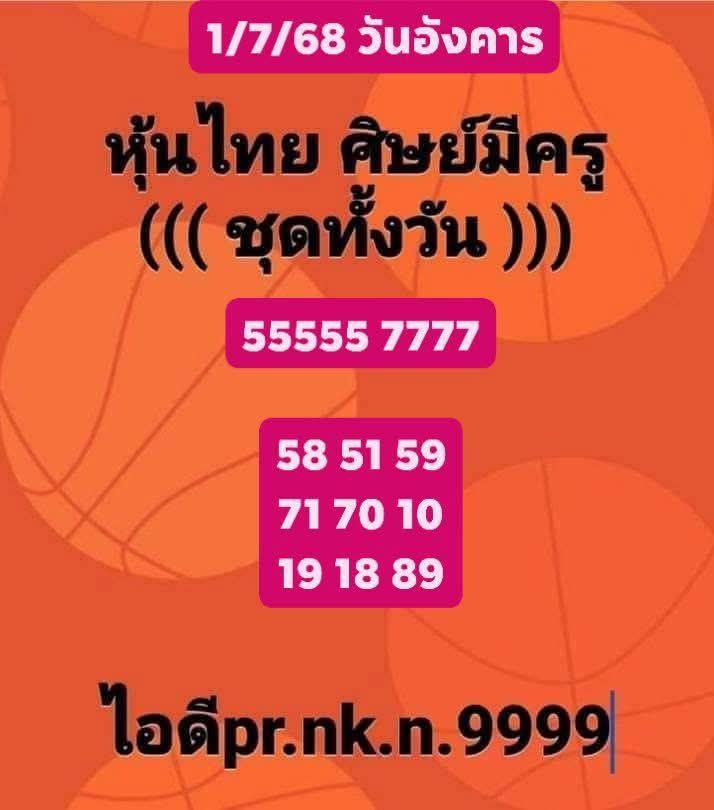 1/7/68 วันอังคาร
หุ้นไทย ศิษย์มีครู
((( ชุดทั้งวัน )))
55555 7777
58 51 59
71 70 10
19 18 89
ไอดีpr.nk.n.9999